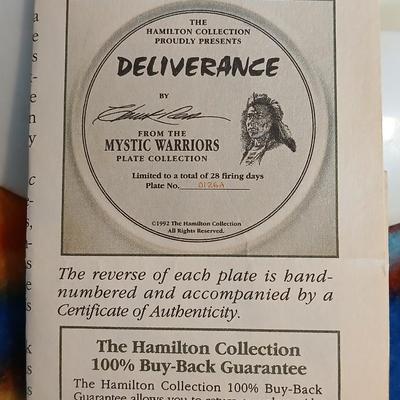 THE
HAMILTON COLLECTION
PROUDLY PRESENTS
DELIVERANCE
BY
FROM THE
MYSTIC WARRIORS
PLATE COLLECTION
Limited to a total of 28 firing days
Plate No. 0126A
©1992 The Hamilton Collection
All Rights Reserved.
The reverse of each plate is hand-
numbered and accompanied by a
Certificate of Authenticity.
The Hamilton Collection
100% Buy-Back Guarantee
The Hamilton Collection 100% Buy-Back